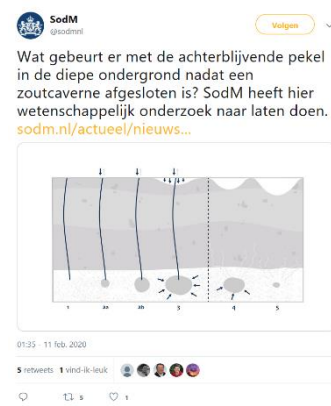 SodM
@sodmnl
Volgen
Wat gebeurt er met de achterblijvende pekel
in de diepe ondergrond nadat een
zoutcaverne afgesloten is? SodM heeft hier
wetenschappelijk onderzoek naar laten doen.
sodm.nl/actueel/nieuws...
1 2a 2b 3 4 5
01:35 - 11 feb. 2020
5 retweets 1 vind-ik-leuk
5 1